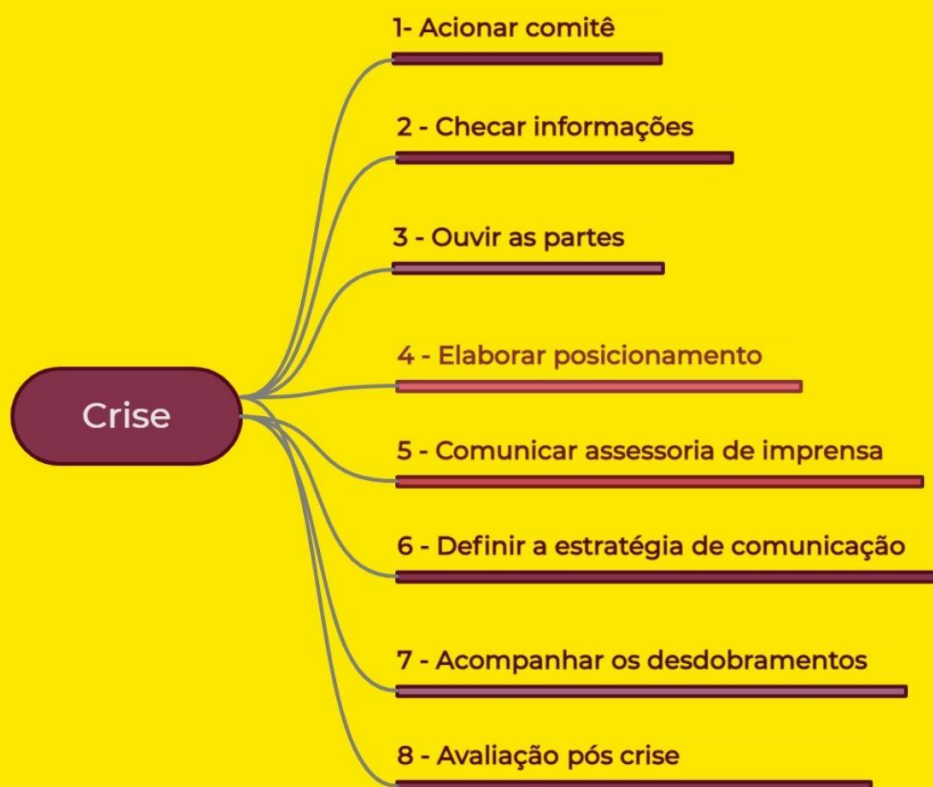 1- Acionar comitê
2 - Checar informações
3 - Ouvir as partes
4 - Elaborar posicionamento
Crise
5 - Comunicar assessoria de imprensa
6 - Definir a estratégia de comunicação
7 - Acompanhar os desdobramentos
8 - Avaliação pós crise